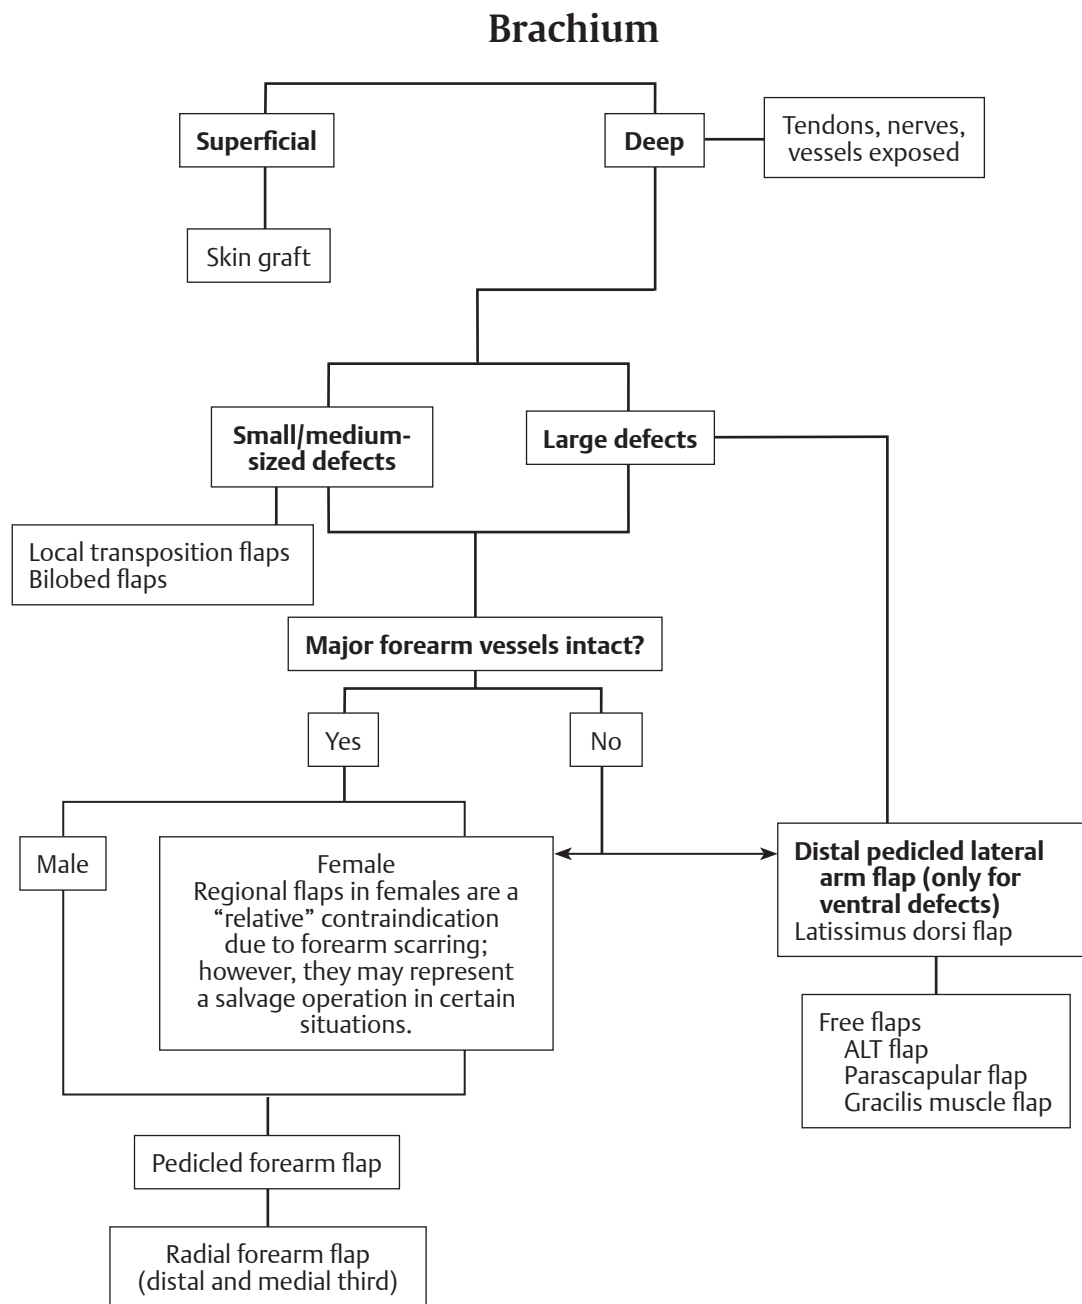 Brachium
Superficial
Deep
Tendons, nerves,
vessels exposed
Skin graft
Small/medium-
sized defects
Large defects
Local transposition flaps
Bilobed flaps
Major forearm vessels intact?
Yes
No
Male
Female
Regional flaps in females are a
“relative” contraindication
due to forearm scarring;
however, they may represent
a salvage operation in certain
situations.
Distal pedicled lateral
arm flap (only for
ventral defects)
Latissimus dorsi flap
Free flaps
ALT flap
Parascapular flap
Gracilis muscle flap
Pedicled forearm flap
Radial forearm flap
(distal and medial third)